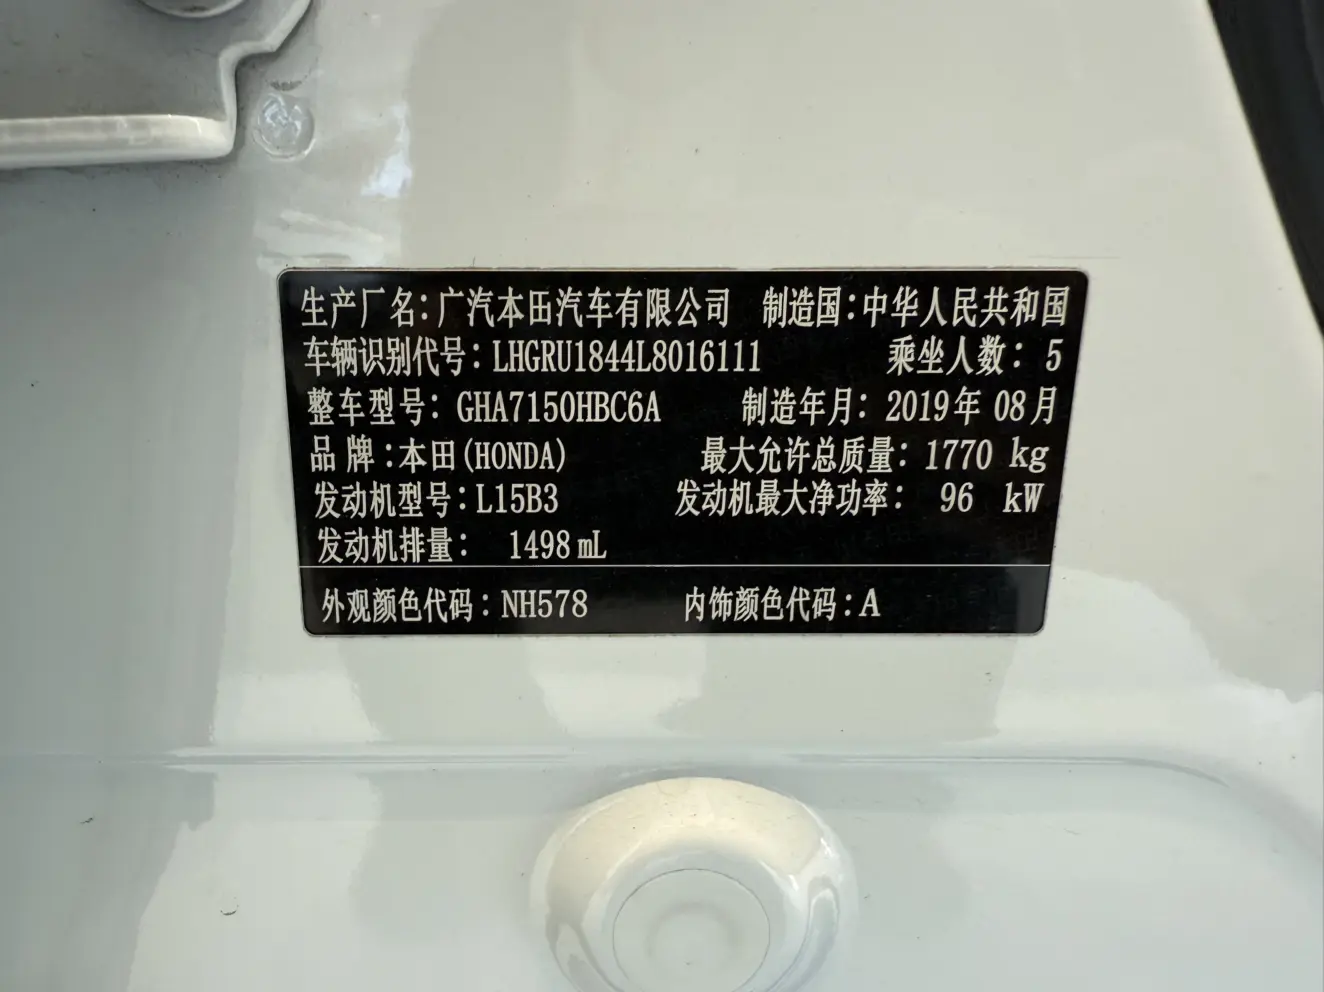 生产厂名:广汽本田汽车有限公司 制造国:中华人民共和国
车辆识别代号:LHGRU1844L8016111 乘坐人数: 5
整车型号: GHA7150HBC6A 制造年月: 2019年 08月
品 牌:本田(HONDA) 最大允许总质量: 1770 kg
发动机型号:L15B3 发动机最大净功率: 96 kW
发动机排量: 1498 mL
外观颜色代码: NH578 内饰颜色代码:A